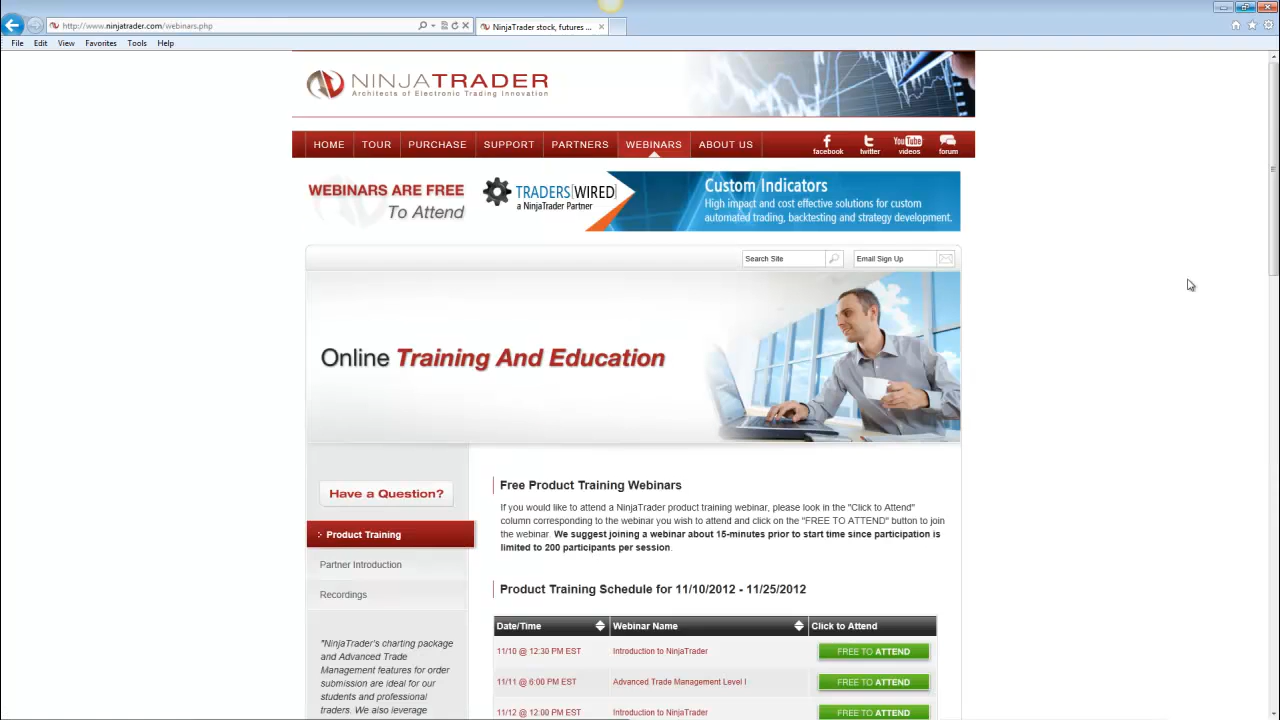 http://www.ninjatrader.com/webinars.php
NinjaTrader stock, futures ...
File Edit View Favorites Tools Help
NINJATRADER
Architects of Electronic Trading Innovation
HOME TOUR PURCHASE SUPPORT PARTNERS WEBINARS ABOUT US
facebook twitter YouTube videos forum
WEBINARS ARE FREE
To Attend
TRADERS[WIRED]
a NinjaTrader Partner
Custom Indicators
High impact and cost effective solutions for custom
automated trading, backtesting and strategy development.
Search Site
Email Sign Up
Online Training And Education
Have a Question?
Product Training
Partner Introduction
Recordings
"NinjaTrader's charting package
and Advanced Trade
Management features for order
submission are ideal for our
students and professional
traders. We also leverage
Free Product Training Webinars
If you would like to attend a NinjaTrader product training webinar, please look in the "Click to Attend"
column corresponding to the webinar you wish to attend and click on the "FREE TO ATTEND" button to join
the webinar. We suggest joining a webinar about 15-minutes prior to start time since participation is
limited to 200 participants per session.
Product Training Schedule for 11/10/2012 - 11/25/2012
Date/Time Webinar Name Click to Attend
11/10 @ 12:30 PM EST Introduction to NinjaTrader FREE TO ATTEND
11/11 @ 6:00 PM EST Advanced Trade Management Level I FREE TO ATTEND
11/12 @ 12:00 PM EST Introduction to NinjaTrader FREE TO ATTEND